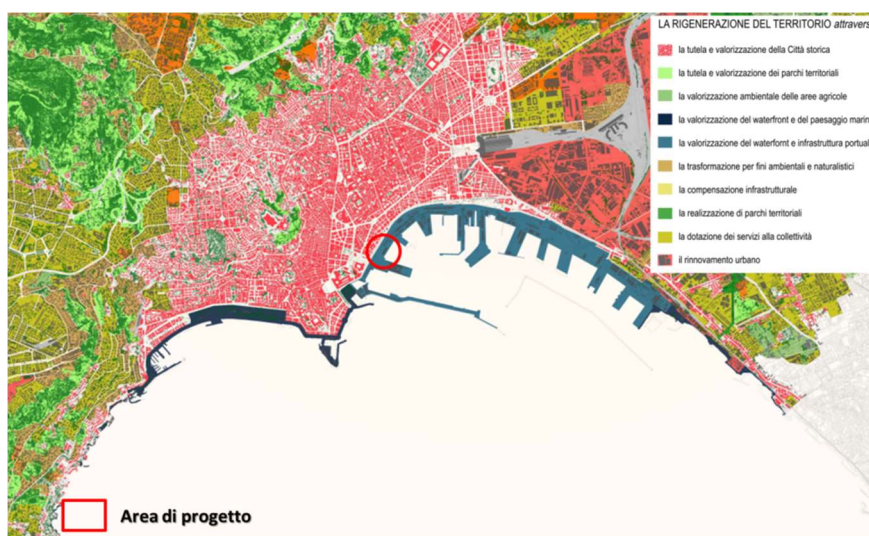 LA RIGENERAZIONE DEL TERRITORIO attravers
la tutela e valorizzazione della Città storica
la tutela e valorizzazione dei parchi territoriali
la valorizzazione ambientale delle aree agricole
la valorizzazione del waterfront e del paesaggio marin
la valorizzazione del waterfornt e infrastruttura portual
la trasformazione per fini ambientali e naturalistici
la compensazione infrastrutturale
la realizzazione di parchi territoriali
la dotazione dei servizi alla collettività
il rinnovamento urbano
Area di progetto